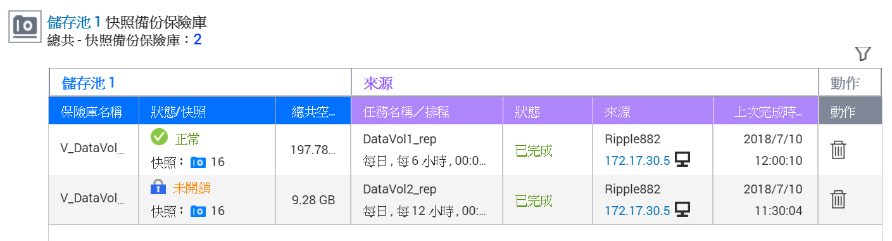 儲存池 1 快照備份保險庫
總共 - 快照備份保險庫：2
儲存池 1 來源 動作
保險庫名稱 狀態/快照 總共空... 任務名稱／排程 狀態 來源 上次完成時... 動作
V_DataVol... 正常 197.78... DataVol1_rep 已完成 Ripple882 2018/7/10
快照： 16 每日 , 每 6 小時 , 00:0... 172.17.30.5 12:00:10
V_DataVol... 未開鎖 9.28 GB DataVol2_rep 已完成 Ripple882 2018/7/10
快照： 16 每日 , 每 12 小時 , 00:... 172.17.30.5 11:30:04